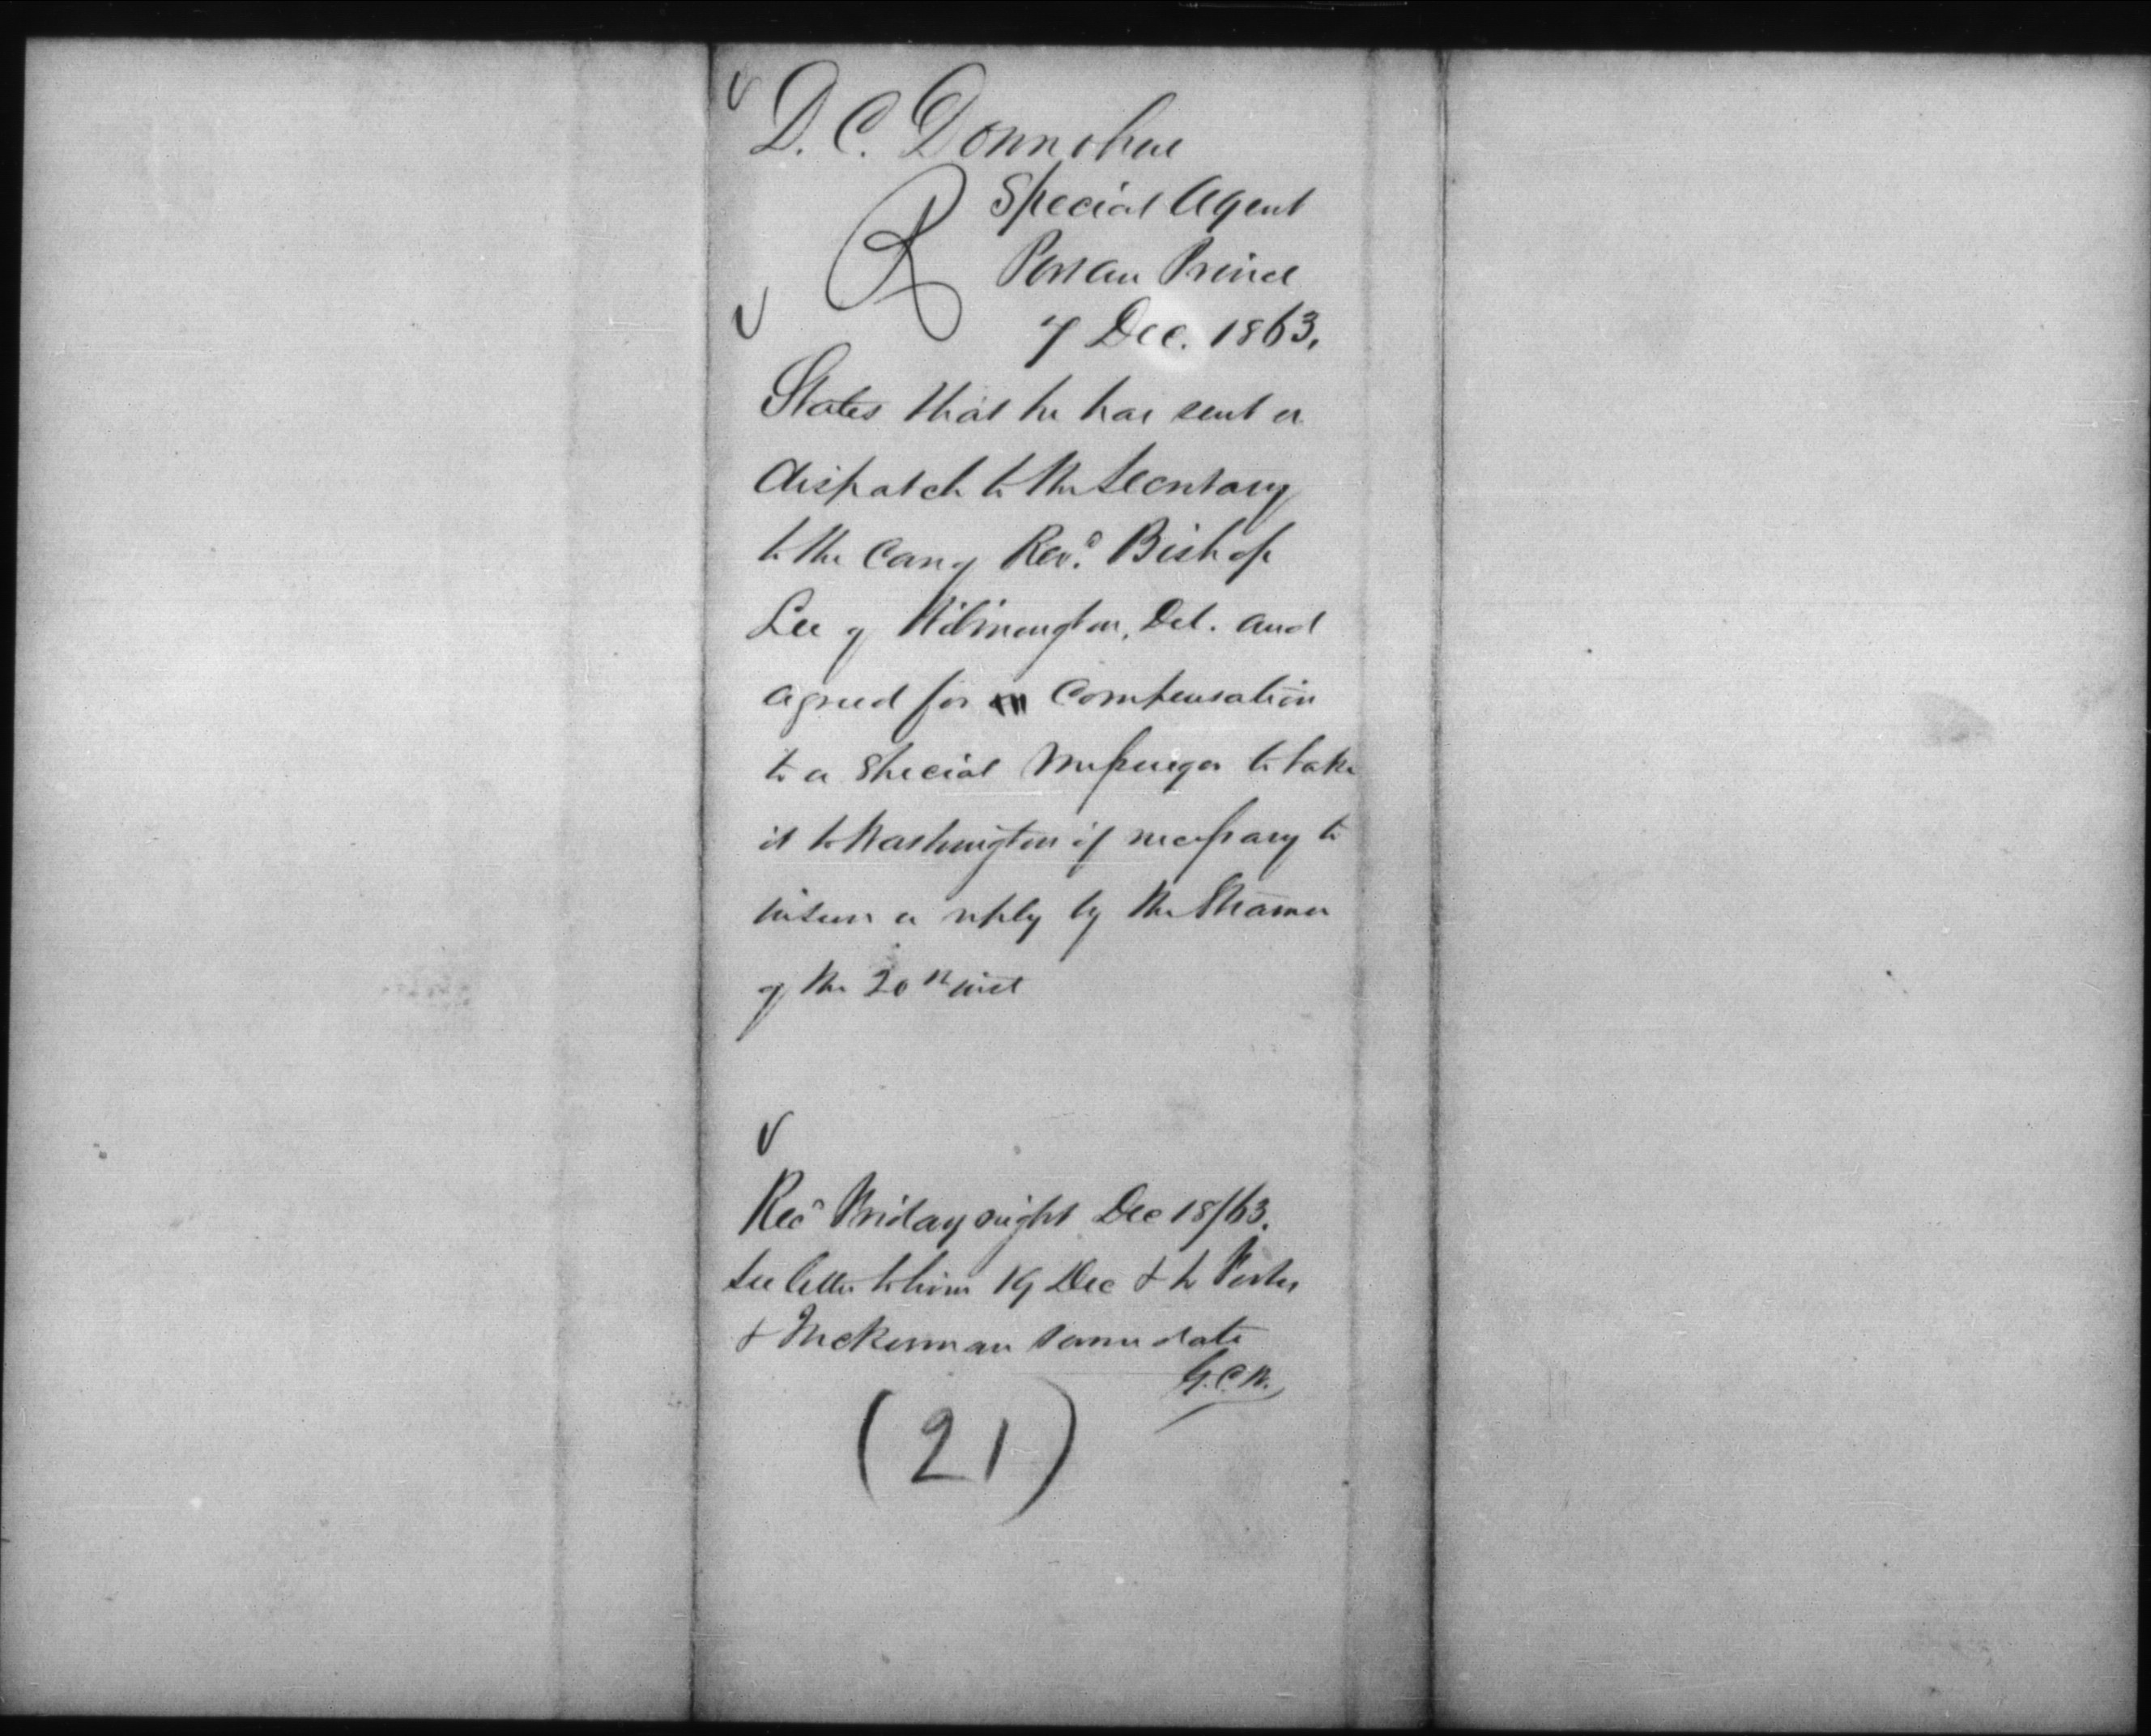 D. C. Donnohue
R
Special Agent
Port au Prince
7 Dec. 1863.
States that he has sent a
dispatch to the Secretary
to the care of Revd. Bishop
Lee of Wilmington, Del. and
agreed for compensation
to a special messenger to take
it to Washington if necessary to
insure a reply by the Steamer
of the 20th inst
Recd Friday night Dec 18/63.
See letter to him 19 Dec & to Forbes
& same date
G.C.W.
(21)